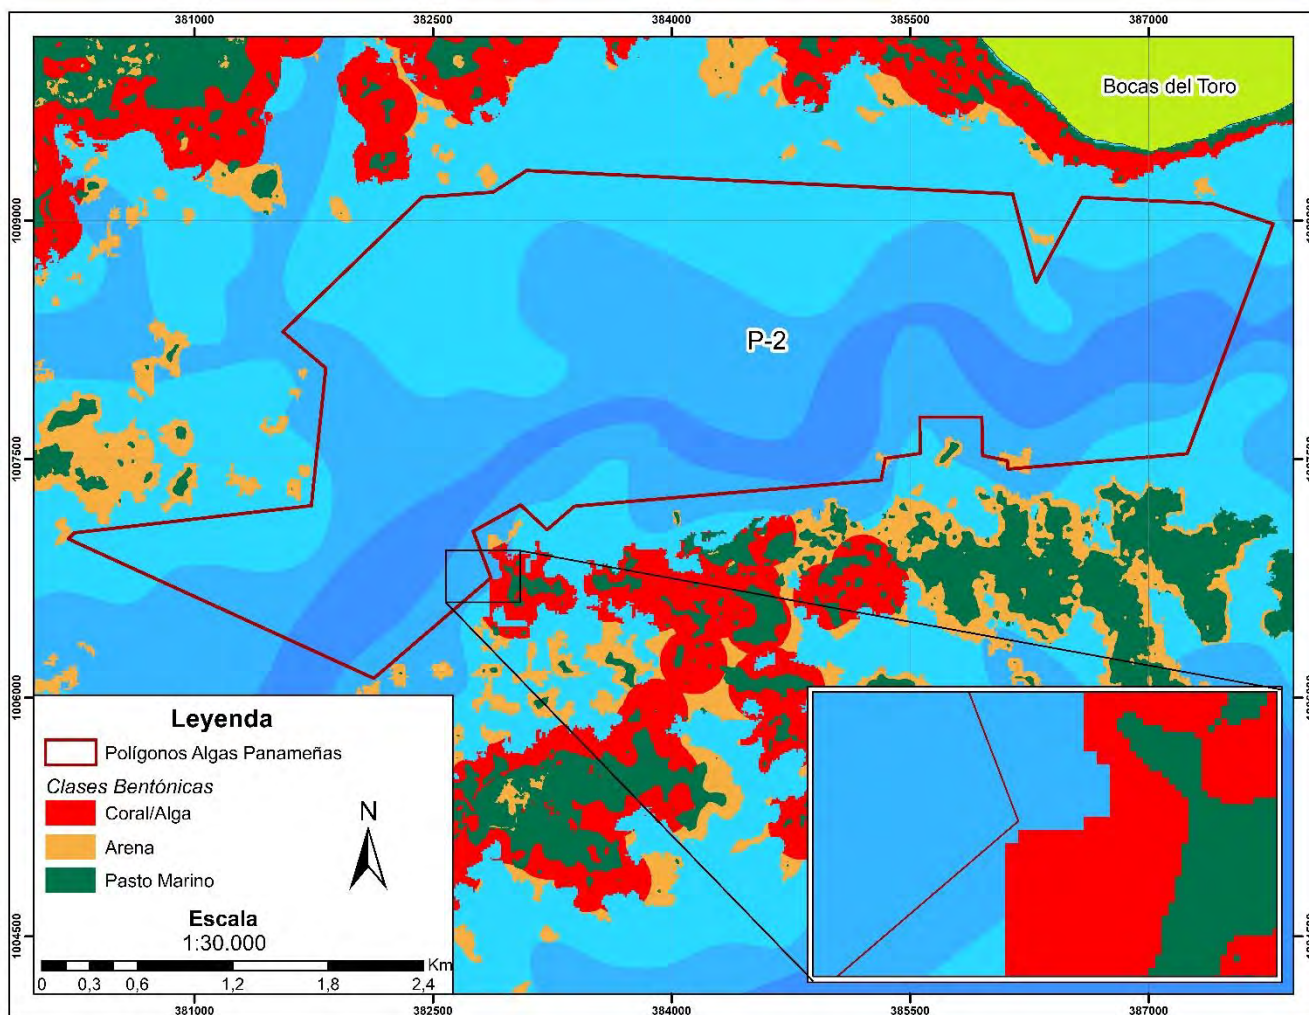 381000 382500 384000 385500 387000
Bocas del Toro
1009000
P-2
1007500
1006000
1004500
Leyenda
Polígonos Algas Panameñas
Clases Bentónicas
Coral/Alga
Arena
Pasto Marino
N
Escala
1:30.000
Km
0 0,3 0,6 1,2 1,8 2,4
381000 382500 384000 385500 387000